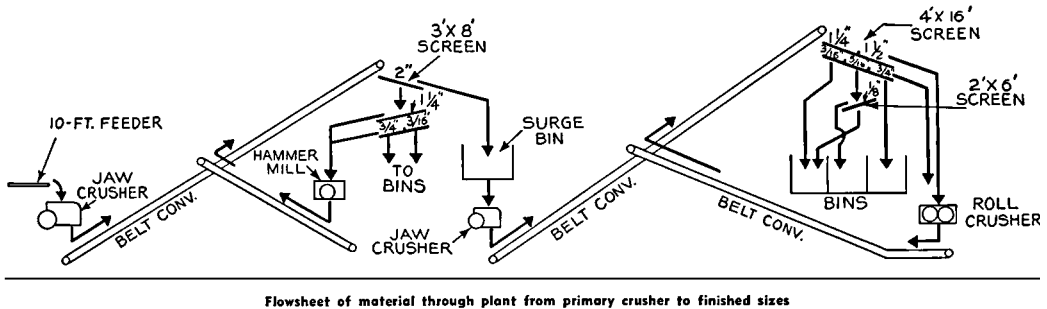 10-FT. FEEDER
JAW
CRUSHER
BELT CONV.
3'X 8'
SCREEN
2"
1 1/4"
3/4" 3/16"
HAMMER
MILL
TO
BINS
SURGE
BIN
JAW
CRUSHER
BELT CONV.
4'X 16'
SCREEN
1 1/4" 1 1/2"
3/16" 5/16" 3/4"
1/8"
2'X 6'
SCREEN
BINS
BELT CONV.
ROLL
CRUSHER
Flowsheet of material through plant from primary crusher to finished sizes